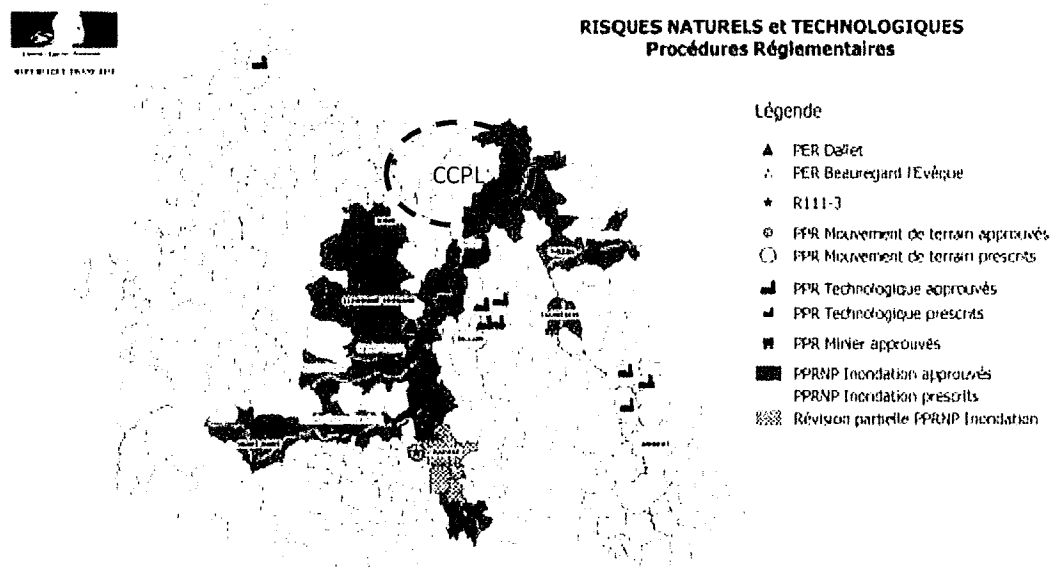 RISQUES NATURELS et TECHNOLOGIQUES
Procédures Réglementaires
Légende
PER Dallet
PER Beauregard l'Evêque
R111-3
PPR Mouvement de terrain approuvés
PPR Mouvement de terrain prescrits
PPR Technologique approuvés
PPR Technologique prescrits
PPR Minier approuvés
PPRNP Inondation approuvés
PPRNP Inondation prescrits
Révision partielle PPRNP Inondation
CCPL